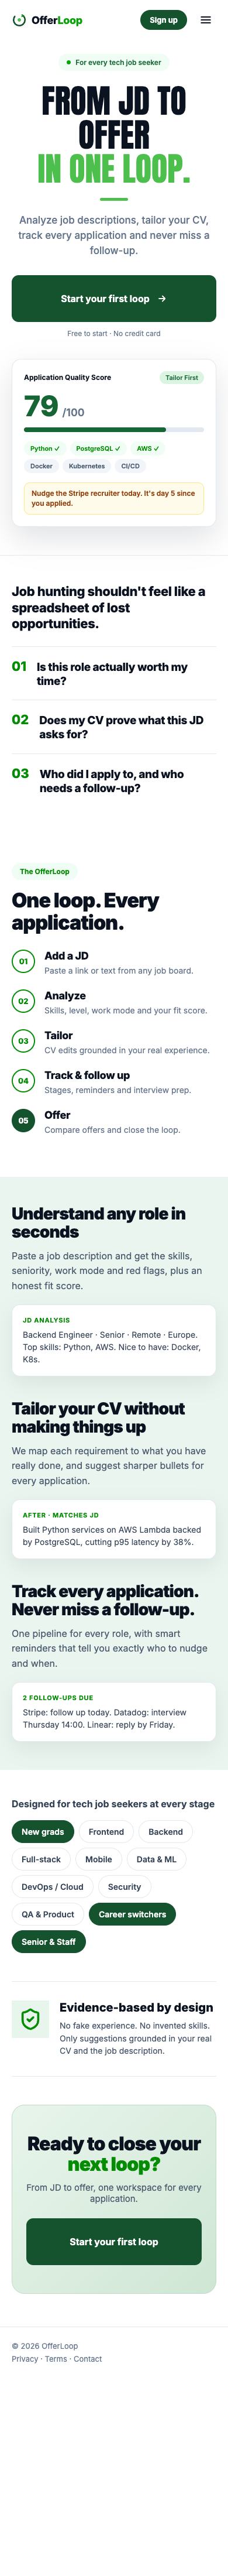 OfferLoop
Sign up
For every tech job seeker
FROM JD TO
OFFER
IN ONE LOOP.
Analyze job descriptions, tailor your CV,
track every application and never miss a
follow-up.
Start your first loop →
Free to start · No credit card
Application Quality Score
Tailor First
79 /100
Python ✓ PostgreSQL ✓ AWS ✓
Docker Kubernetes CI/CD
Nudge the Stripe recruiter today. It's day 5 since
you applied.
Job hunting shouldn't feel like a
spreadsheet of lost
opportunities.
01 Is this role actually worth my
time?
02 Does my CV prove what this JD
asks for?
03 Who did I apply to, and who
needs a follow-up?
The OfferLoop
One loop. Every
application.
01 Add a JD
Paste a link or text from any job board.
02 Analyze
Skills, level, work mode and your fit score.
03 Tailor
CV edits grounded in your real experience.
04 Track & follow up
Stages, reminders and interview prep.
05 Offer
Compare offers and close the loop.
Understand any role in
seconds
Paste a job description and get the skills,
seniority, work mode and red flags, plus an
honest fit score.
JD ANALYSIS
Backend Engineer · Senior · Remote · Europe.
Top skills: Python, AWS. Nice to have: Docker,
K8s.
Tailor your CV without
making things up
We map each requirement to what you have
really done, and suggest sharper bullets for
every application.
AFTER · MATCHES JD
Built Python services on AWS Lambda backed
by PostgreSQL, cutting p95 latency by 38%.
Track every application.
Never miss a follow-up.
One pipeline for every role, with smart
reminders that tell you exactly who to nudge
and when.
2 FOLLOW-UPS DUE
Stripe: follow up today. Datadog: interview
Thursday 14:00. Linear: reply by Friday.
Designed for tech job seekers at every stage
New grads Frontend Backend
Full-stack Mobile Data & ML
DevOps / Cloud Security
QA & Product Career switchers
Senior & Staff
Evidence-based by design
No fake experience. No invented skills.
Only suggestions grounded in your real
CV and the job description.
Ready to close your
next loop?
From JD to offer, one workspace for every
application.
Start your first loop
© 2026 OfferLoop
Privacy · Terms · Contact